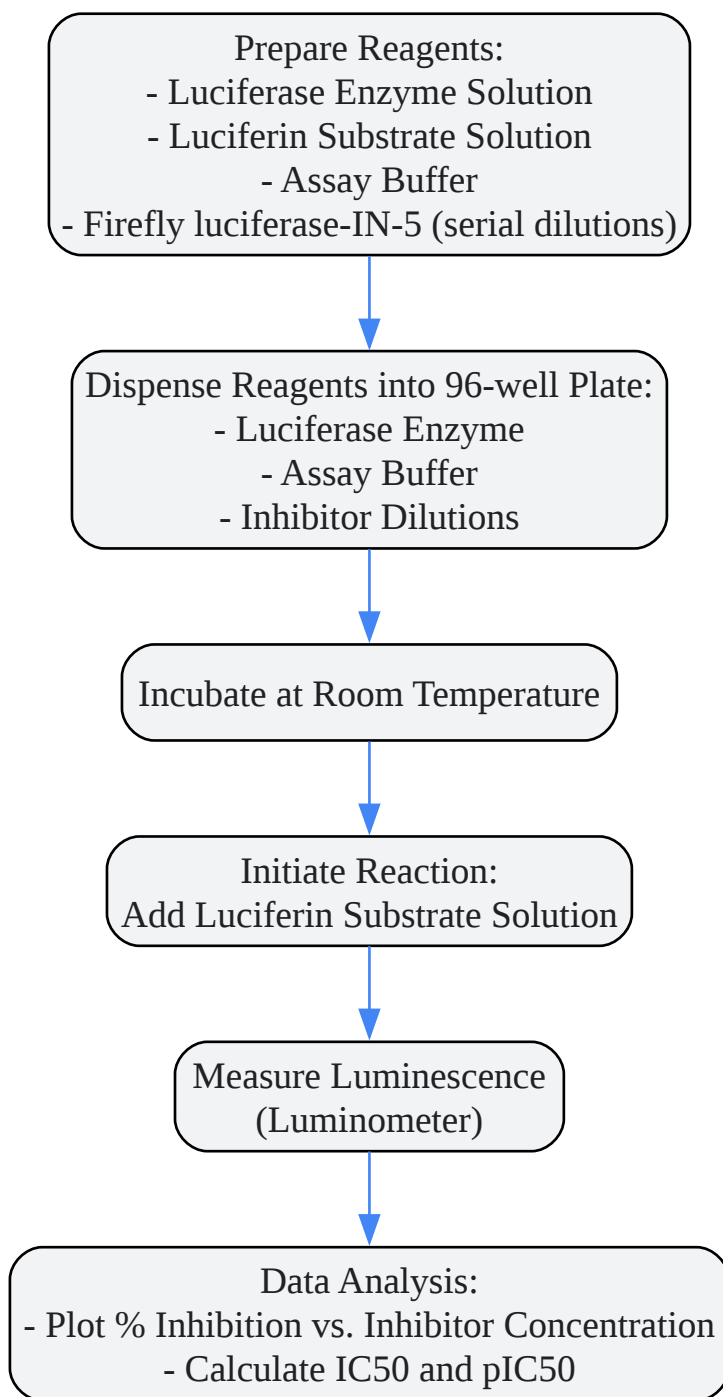 Prepare Reagents:
- Luciferase Enzyme Solution
- Luciferin Substrate Solution
- Assay Buffer
- Firefly luciferase-IN-5 (serial dilutions)
Dispense Reagents into 96-well Plate:
- Luciferase Enzyme
- Assay Buffer
- Inhibitor Dilutions
Incubate at Room Temperature
Initiate Reaction:
Add Luciferin Substrate Solution
Measure Luminescence
(Luminometer)
Data Analysis:
- Plot % Inhibition vs. Inhibitor Concentration
- Calculate IC50 and pIC50